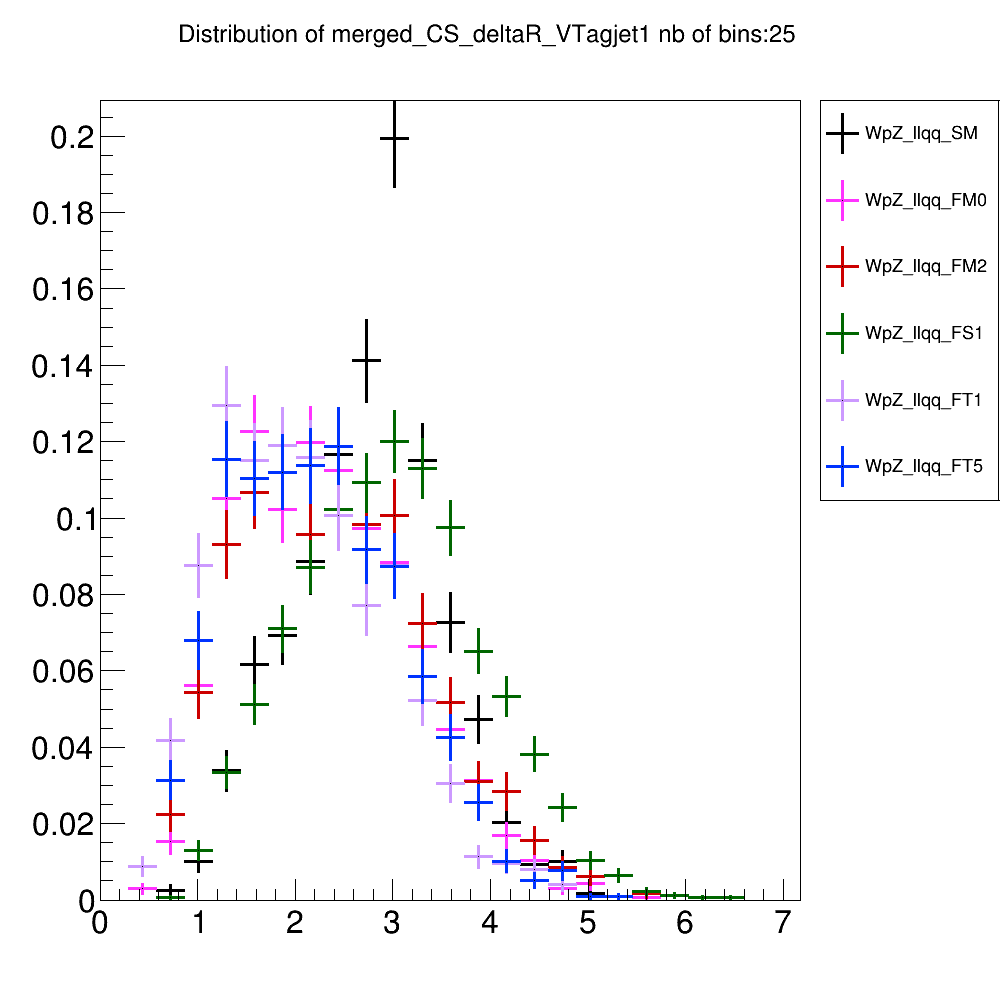 Distribution of merged_CS_deltaR_VTagjet1 nb of bins:25
0.2
0.18
0.16
0.14
0.12
0.1
0.08
0.06
0.04
0.02
0
0 1 2 3 4 5 6 7
WpZ_llqq_SM
WpZ_llqq_FM0
WpZ_llqq_FM2
WpZ_llqq_FS1
WpZ_llqq_FT1
WpZ_llqq_FT5